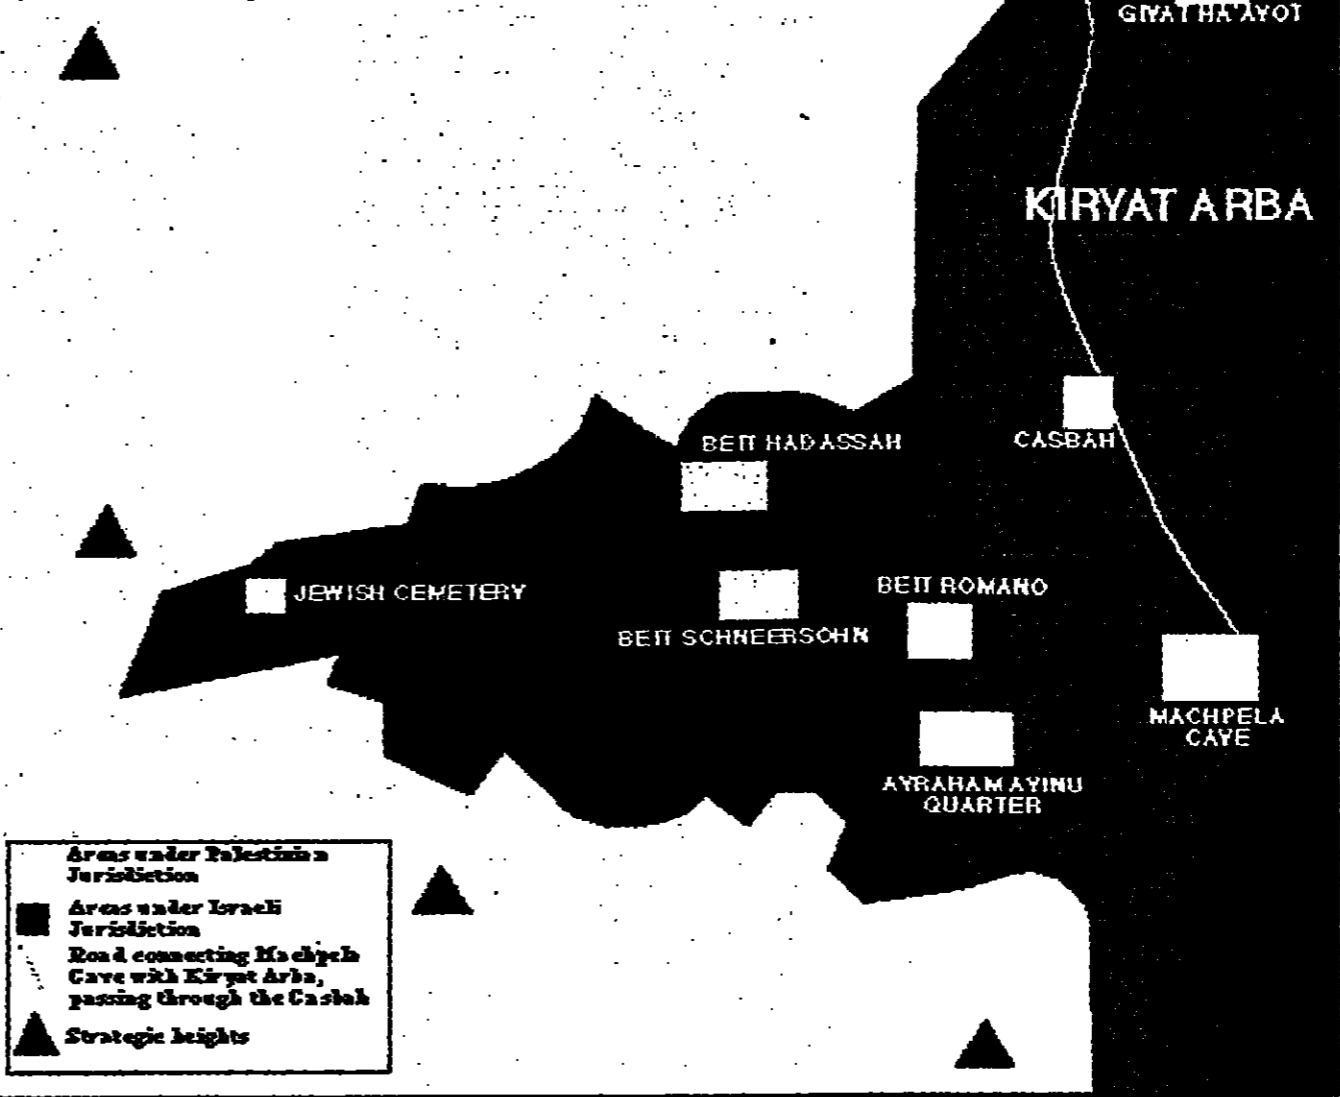 GIVAT HA'AVOT
KIRYAT ARBA
BEIT HADASSAH
CASBAH
JEWISH CEMETERY
BEIT ROMANO
BEIT SCHNEERSOHN
MACHPELA
CAVE
AVRAHAM AVINU
QUARTER
Areas under Palestinian
Jurisdiction
Areas under Israeli
Jurisdiction
Road connecting Machpela
Cave with Kiryat Arba,
passing through the Casbah
Strategic heights